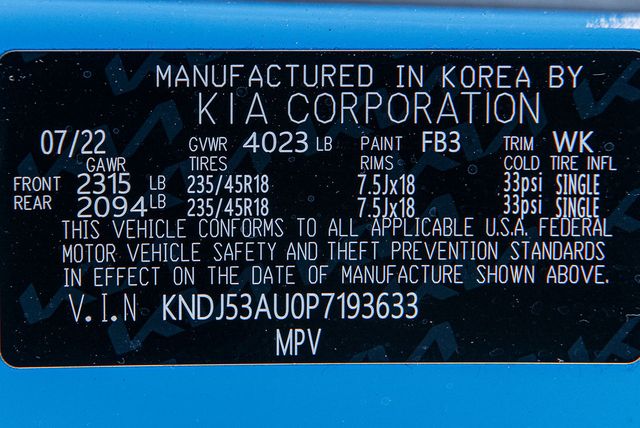 MANUFACTURED IN KOREA BY
KIA CORPORATION
07/22 GVWR 4023 LB PAINT FB3 TRIM WK
GAWR TIRES RIMS COLD TIRE INFL
FRONT 2315 LB 235/45R18 7.5Jx18 33psi SINGLE
REAR 2094 LB 235/45R18 7.5Jx18 33psi SINGLE
THIS VEHICLE CONFORMS TO ALL APPLICABLE U.S.A. FEDERAL
MOTOR VEHICLE SAFETY AND THEFT PREVENTION STANDARDS
IN EFFECT ON THE DATE OF MANUFACTURE SHOWN ABOVE.
V.I.N KNDJ53AU0P7193633
MPV